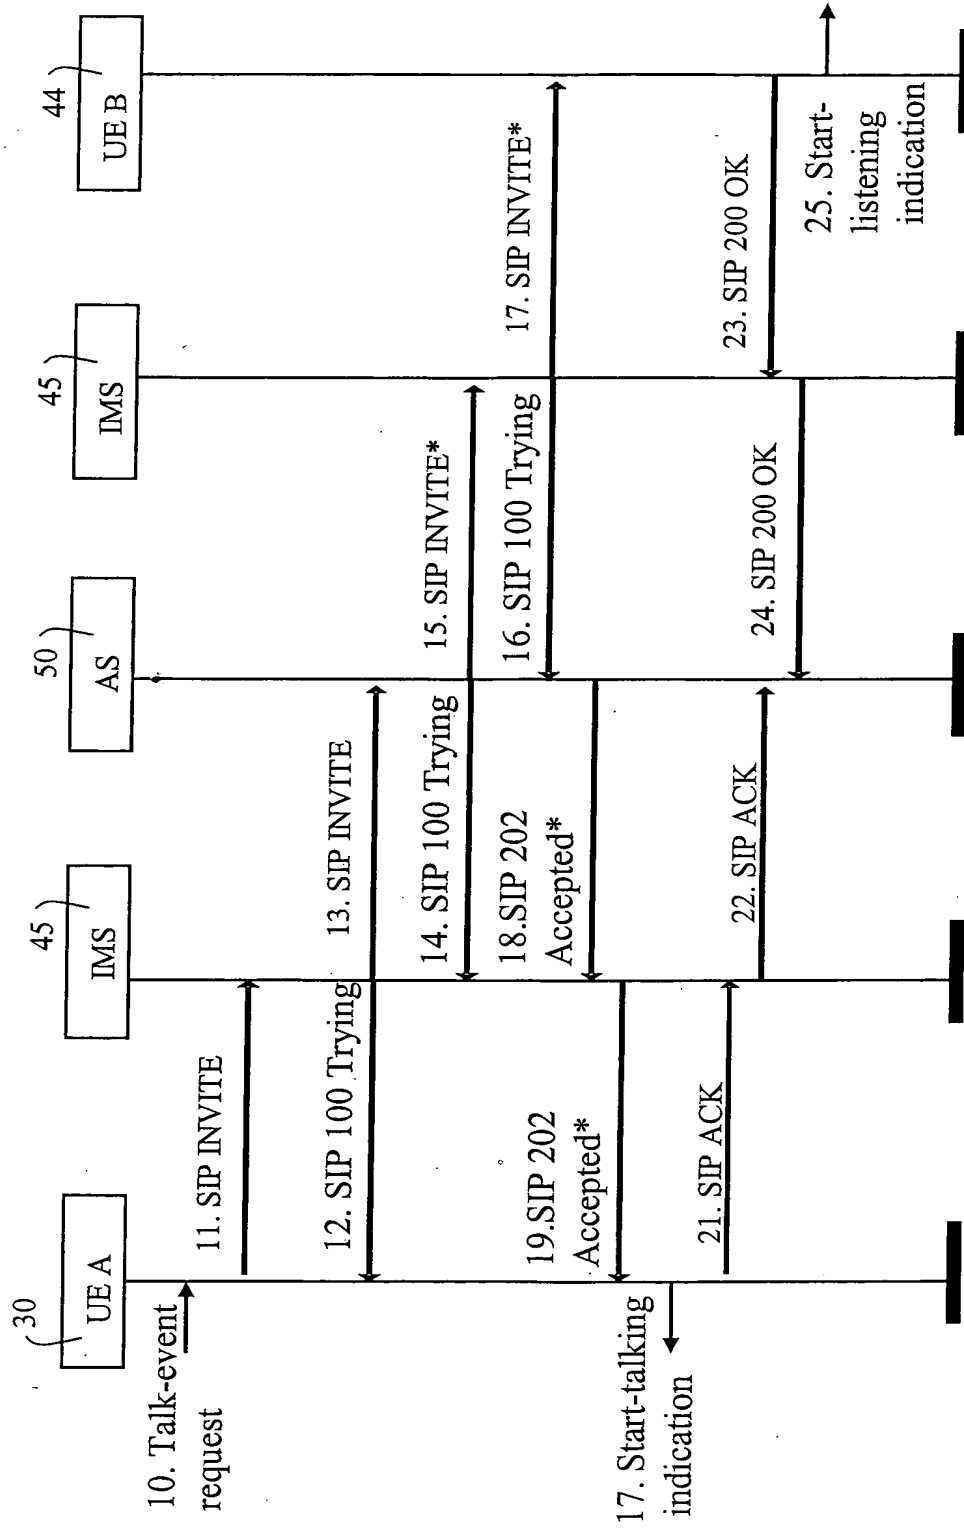 30
UE A
45
IMS
50
AS
45
IMS
44
UE B
10. Talk-event
request
11. SIP INVITE
12. SIP 100 Trying
13. SIP INVITE
14. SIP 100 Trying
15. SIP INVITE*
16. SIP 100 Trying
17. SIP INVITE*
18.SIP 202
Accepted*
19.SIP 202
Accepted*
17. Start-talking
indication
21. SIP ACK
22. SIP ACK
23. SIP 200 OK
24. SIP 200 OK
25. Start-
listening
indication